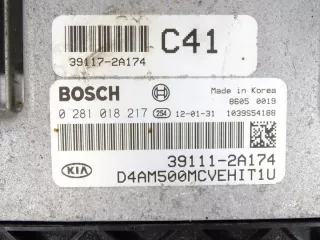 C41
39117-2A174
BOSCH
Made in Korea
8605 0019
0 281 018 217 254 12-01-31 1039S54188
39111-2A174
KIA D4AM500MCVEHIT1U